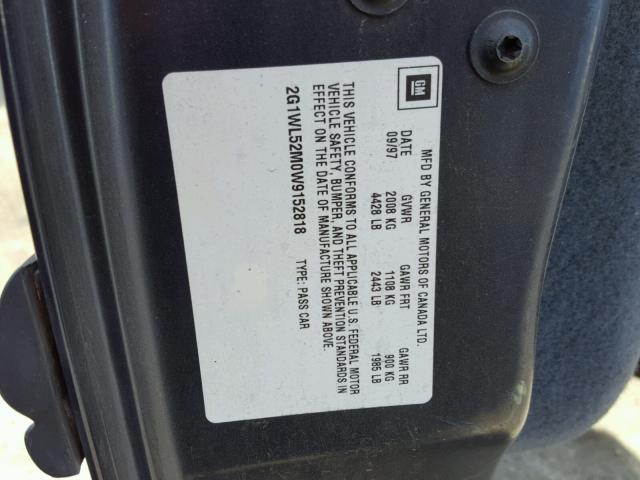 GM
MFD BY GENERAL MOTORS OF CANADA LTD.
DATE GVWR GAWR FRT GAWR RR
09/97 2008 KG 1108 KG 900 KG
4428 LB 2443 LB 1985 LB
THIS VEHICLE CONFORMS TO ALL APPLICABLE U.S. FEDERAL MOTOR
VEHICLE SAFETY, BUMPER, AND THEFT PREVENTION STANDARDS IN
EFFECT ON THE DATE OF MANUFACTURE SHOWN ABOVE.
2G1WL52M0W9152818 TYPE: PASS CAR